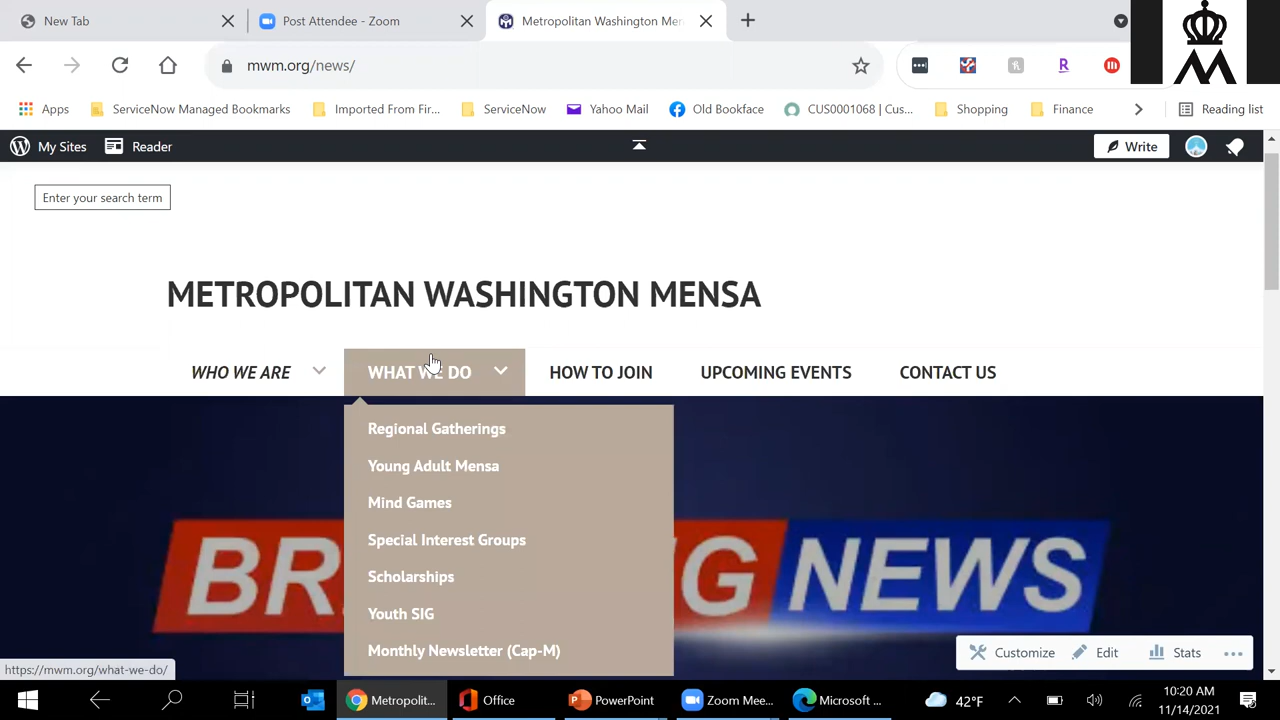 New Tab
Post Attendee - Zoom
Metropolitan Washington Men
mwm.org/news/
R
Apps
ServiceNow Managed Bookmarks
Imported From Fir...
ServiceNow
Yahoo Mail
Old Bookface
CUS0001068 | Cus...
Shopping
Finance
Reading list
My Sites
Reader
Write
Enter your search term
METROPOLITAN WASHINGTON MENSA
WHO WE ARE
WHAT WE DO
HOW TO JOIN
UPCOMING EVENTS
CONTACT US
Regional Gatherings
Young Adult Mensa
Mind Games
Special Interest Groups
Scholarships
Youth SIG
Monthly Newsletter (Cap-M)
BR
G NEWS
https://mwm.org/what-we-do/
Customize
Edit
Stats
Metropolit...
Office
PowerPoint
Zoom Mee...
Microsoft ...
42°F
10:20 AM
11/14/2021